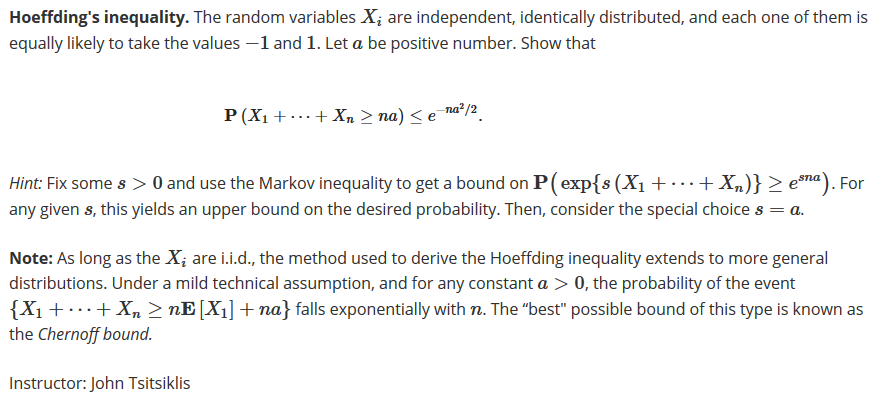 Hoeffding's inequality. The random variables $X_i$ are independent, identically distributed, and each one of them is
equally likely to take the values $-1$ and $1$. Let $a$ be positive number. Show that
$\mathbf{P}(X_1 + \cdots + X_n \geq na) \leq e^{-na^2/2}.$
Hint: Fix some $s > 0$ and use the Markov inequality to get a bound on $\mathbf{P}(\exp\{s(X_1 + \cdots + X_n)\} \geq e^{sna})$. For
any given $s$, this yields an upper bound on the desired probability. Then, consider the special choice $s = a$.
Note: As long as the $X_i$ are i.i.d., the method used to derive the Hoeffding inequality extends to more general
distributions. Under a mild technical assumption, and for any constant $a > 0$, the probability of the event
$\{X_1 + \cdots + X_n \geq n\mathbf{E}[X_1] + na\}$ falls exponentially with $n$. The “best" possible bound of this type is known as
the Chernoff bound.
Instructor: John Tsitsiklis